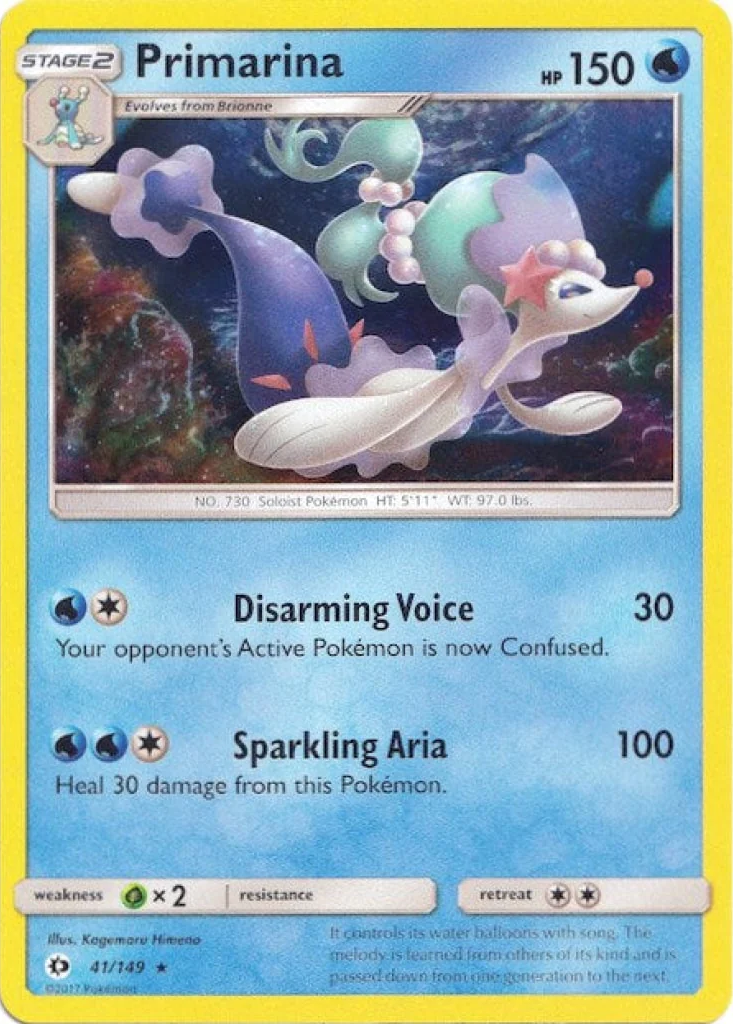 STAGE2 Primarina HP 150
Evolves from Brionne
NO. 730 Soloist Pokémon HT: 5'11" WT: 97.0 lbs.
Disarming Voice 30
Your opponent's Active Pokémon is now Confused.
Sparkling Aria 100
Heal 30 damage from this Pokémon.
weakness ×2 resistance retreat
Illus. Kagemaru Himeno
41/149 ★
©2017 Pokémon
It controls its water balloons with song. The
melody is learned from others of its kind and is
passed down from one generation to the next.